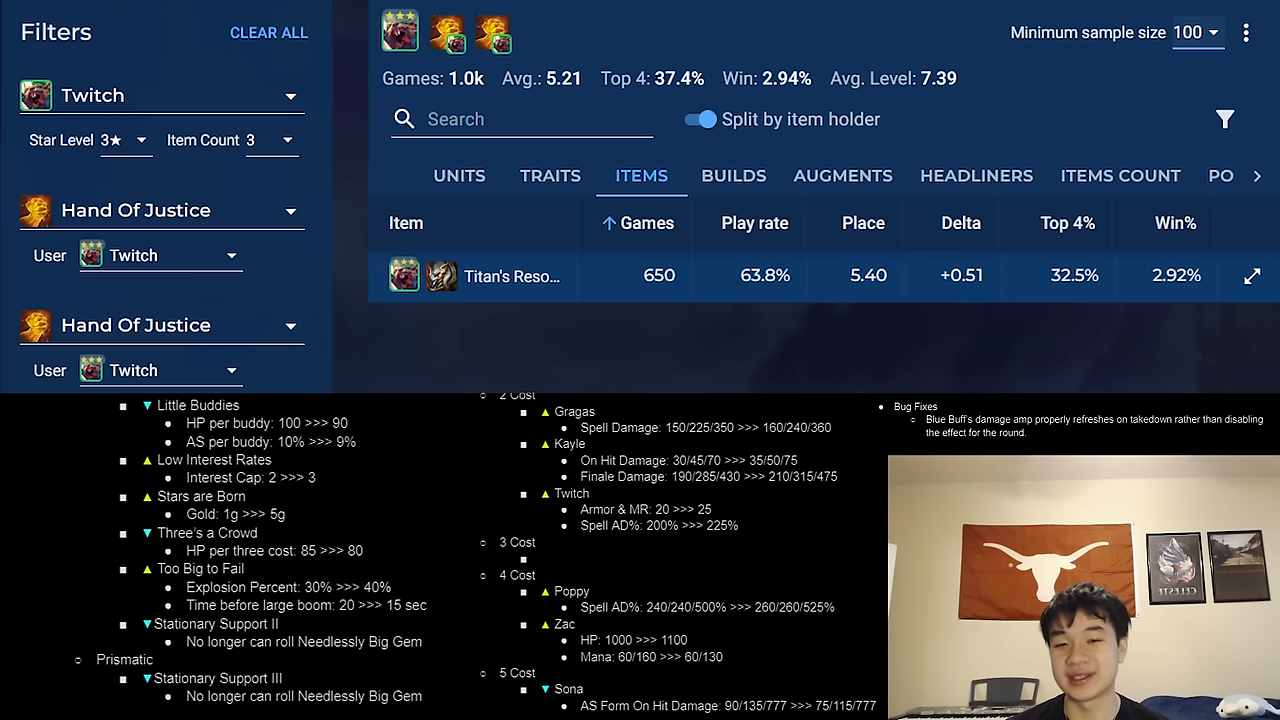 Filters
CLEAR ALL
Twitch
Star Level 3★
Item Count 3
Hand Of Justice
User Twitch
Hand Of Justice
User Twitch
Minimum sample size 100
Games: 1.0k Avg.: 5.21 Top 4: 37.4% Win: 2.94% Avg. Level: 7.39
Search
Split by item holder
UNITS TRAITS ITEMS BUILDS AUGMENTS HEADLINERS ITEMS COUNT PO
Item Games Play rate Place Delta Top 4% Win%
Titan's Reso... 650 63.8% 5.40 +0.51 32.5% 2.92%
Little Buddies
HP per buddy: 100 >>> 90
AS per buddy: 10% >>> 9%
Low Interest Rates
Interest Cap: 2 >>> 3
Stars are Born
Gold: 1g >>> 5g
Three's a Crowd
HP per three cost: 85 >>> 80
Too Big to Fail
Explosion Percent: 30% >>> 40%
Time before large boom: 20 >>> 15 sec
Stationary Support II
No longer can roll Needlessly Big Gem
Prismatic
Stationary Support III
No longer can roll Needlessly Big Gem
2 Cost
Gragas
Spell Damage: 150/225/350 >>> 160/240/360
Kayle
On Hit Damage: 30/45/70 >>> 35/50/75
Finale Damage: 190/285/430 >>> 210/315/475
Twitch
Armor & MR: 20 >>> 25
Spell AD%: 200% >>> 225%
3 Cost
4 Cost
Poppy
Spell AD%: 240/240/500% >>> 260/260/525%
Zac
HP: 1000 >>> 1100
Mana: 60/160 >>> 60/130
5 Cost
Sona
AS Form On Hit Damage: 90/135/777 >>> 75/115/777
Bug Fixes
Blue Buff's damage amp properly refreshes on takedown rather than disabling
the effect for the round.
CELESTE